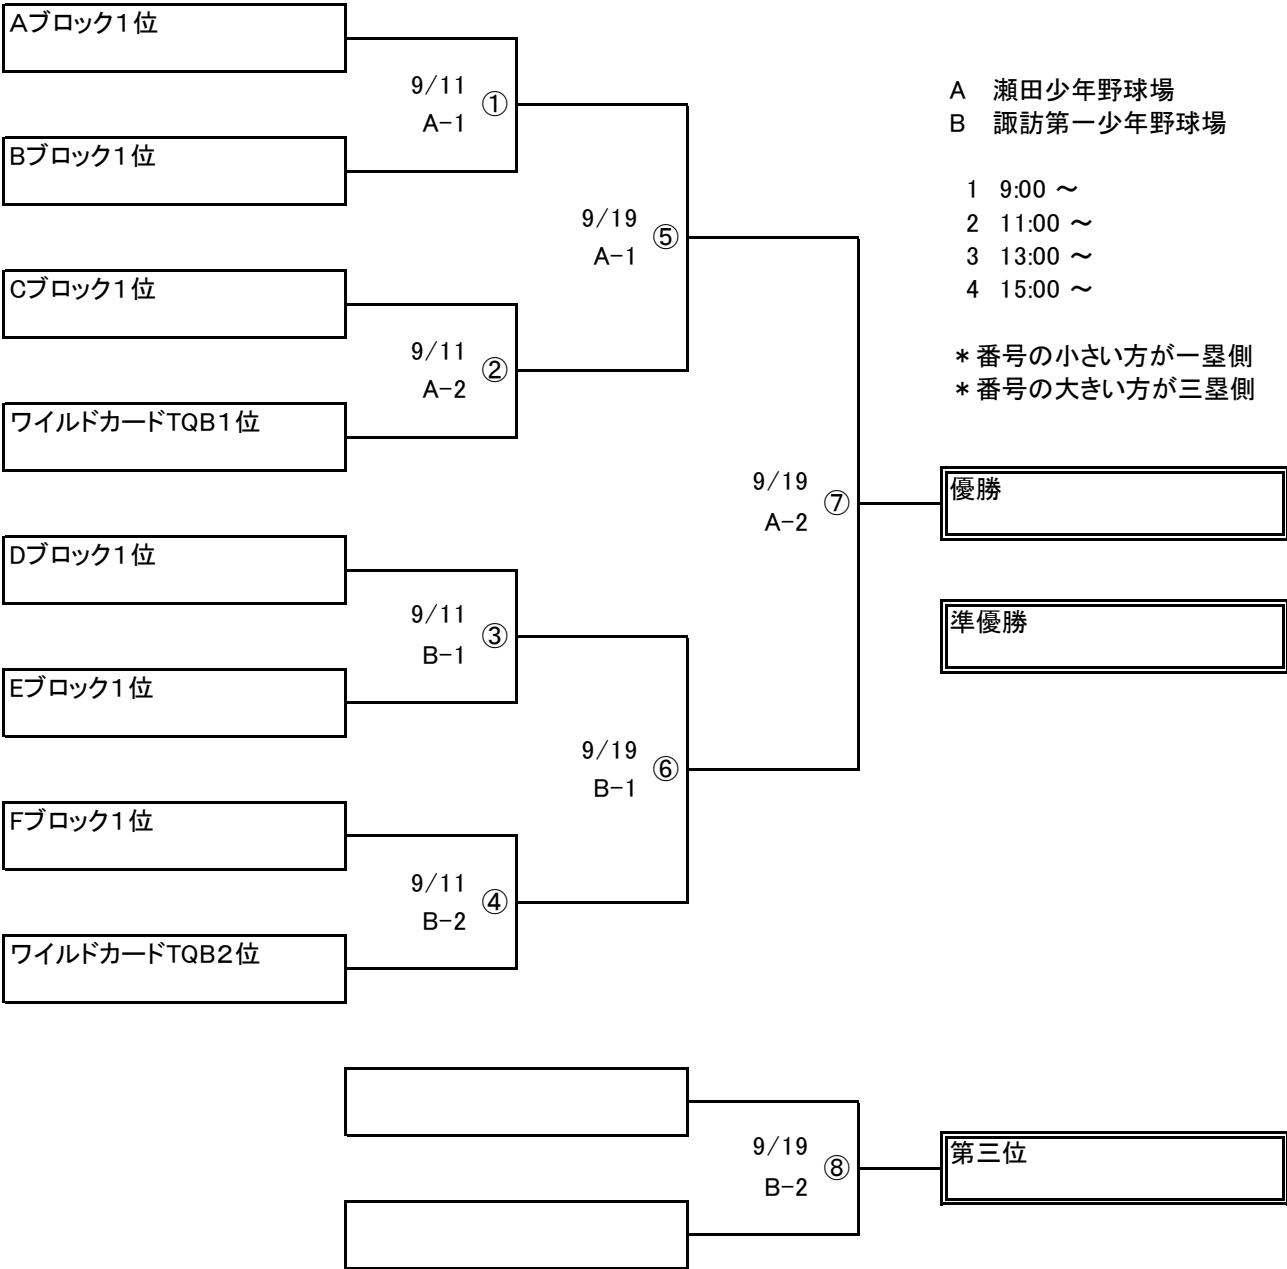 Aブロック１位
9/11
①
A-1
Bブロック１位
9/19
⑤
A-1
Cブロック１位
9/11
②
A-2
ワイルドカードTQB１位
9/19
⑦
A-2
Dブロック１位
9/11
③
B-1
Eブロック１位
9/19
⑥
B-1
Fブロック１位
9/11
④
B-2
ワイルドカードTQB２位
9/19
⑧
B-2
A 瀬田少年野球場
B 諏訪第一少年野球場
1 9:00 ～
2 11:00 ～
3 13:00 ～
4 15:00 ～
＊番号の小さい方が一塁側
＊番号の大きい方が三塁側
優勝
準優勝
第三位